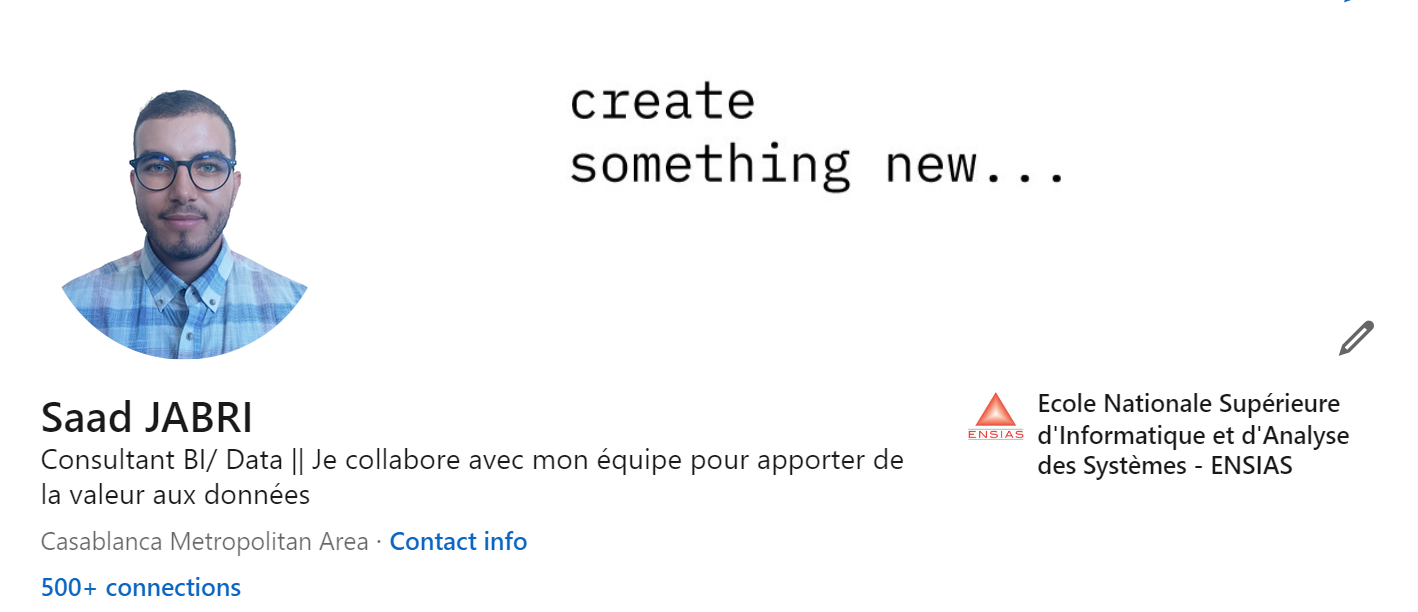 create
something new...
Saad JABRI
Consultant BI/ Data || Je collabore avec mon équipe pour apporter de
la valeur aux données
Casablanca Metropolitan Area · Contact info
500+ connections
ENSIAS
Ecole Nationale Supérieure
d'Informatique et d'Analyse
des Systèmes - ENSIAS